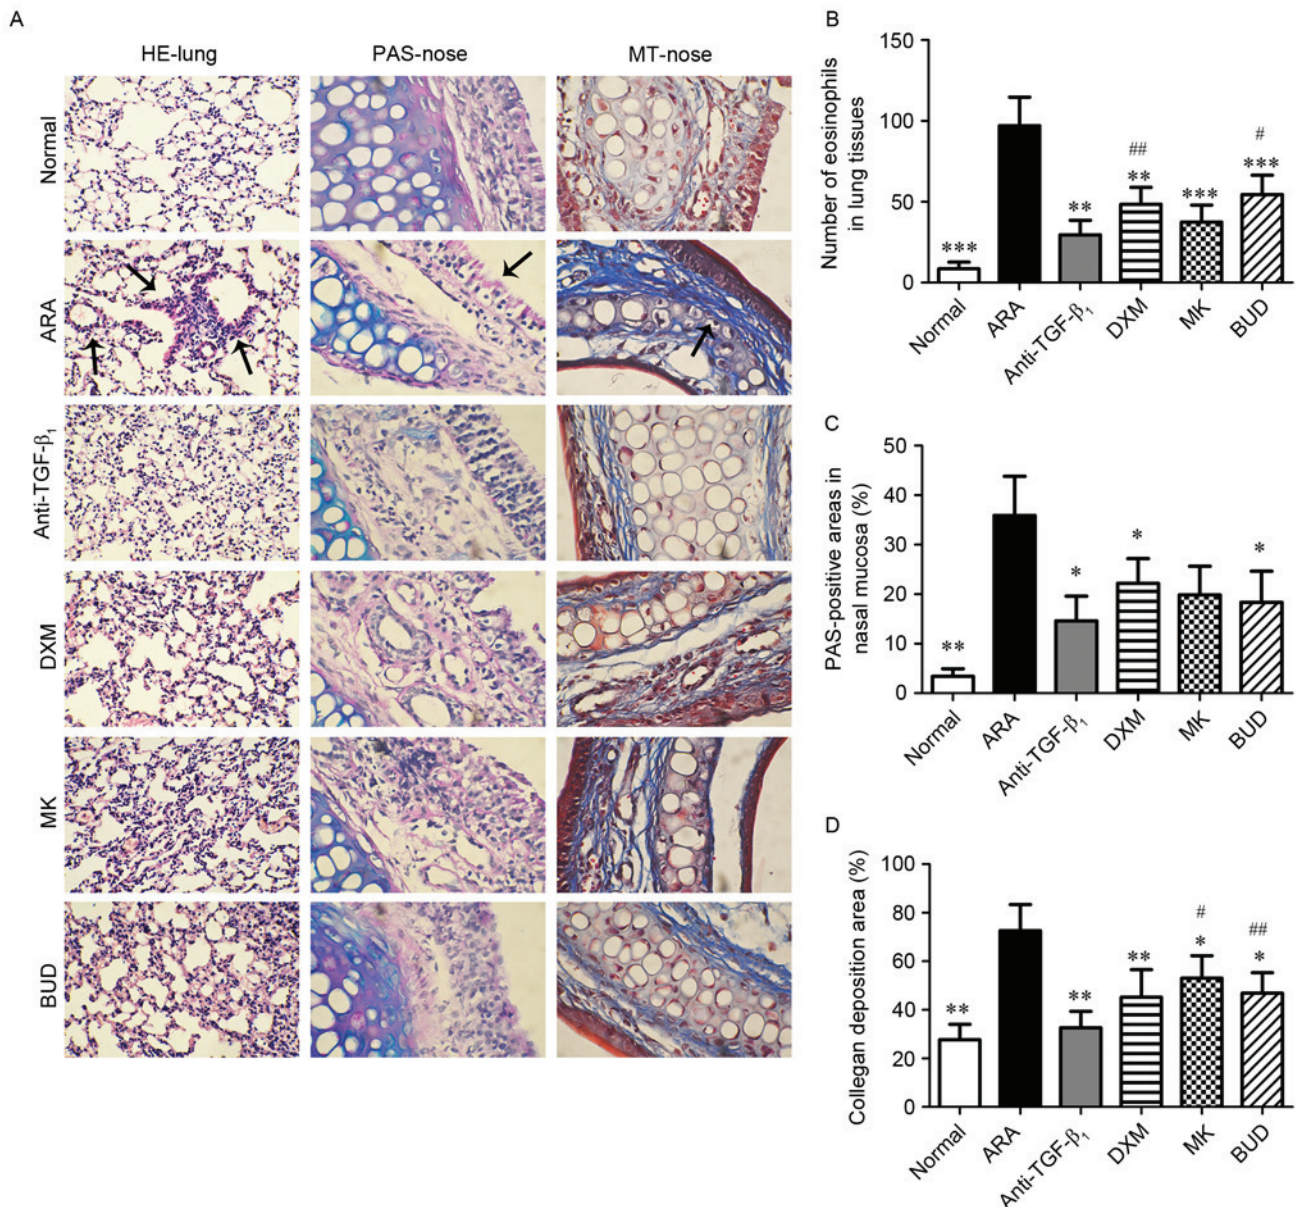 A
HE-lung
PAS-nose
MT-nose
Normal
ARA
Anti-TGF-β₁
DXM
MK
BUD
B
Number of eosinophils
in lung tissues
150
100
50
0
***
**
##
**
***
#
***
Normal
ARA
Anti-TGF-β₁
DXM
MK
BUD
C
PAS-positive areas in
nasal mucosa (%)
50
40
30
20
10
0
**
*
*
*
Normal
ARA
Anti-TGF-β₁
DXM
MK
BUD
D
Collegan deposition area (%)
100
80
60
40
20
0
**
**
**
#
*
##
*
Normal
ARA
Anti-TGF-β₁
DXM
MK
BUD